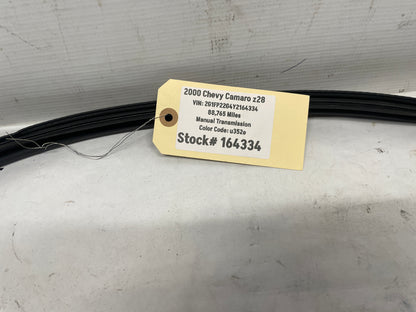 2000 Chevy Camaro z28
VIN: 2G1FP22G4Y2164334
88,765 Miles
Manual Transmission
Color Code: u352e
Stock# 164334